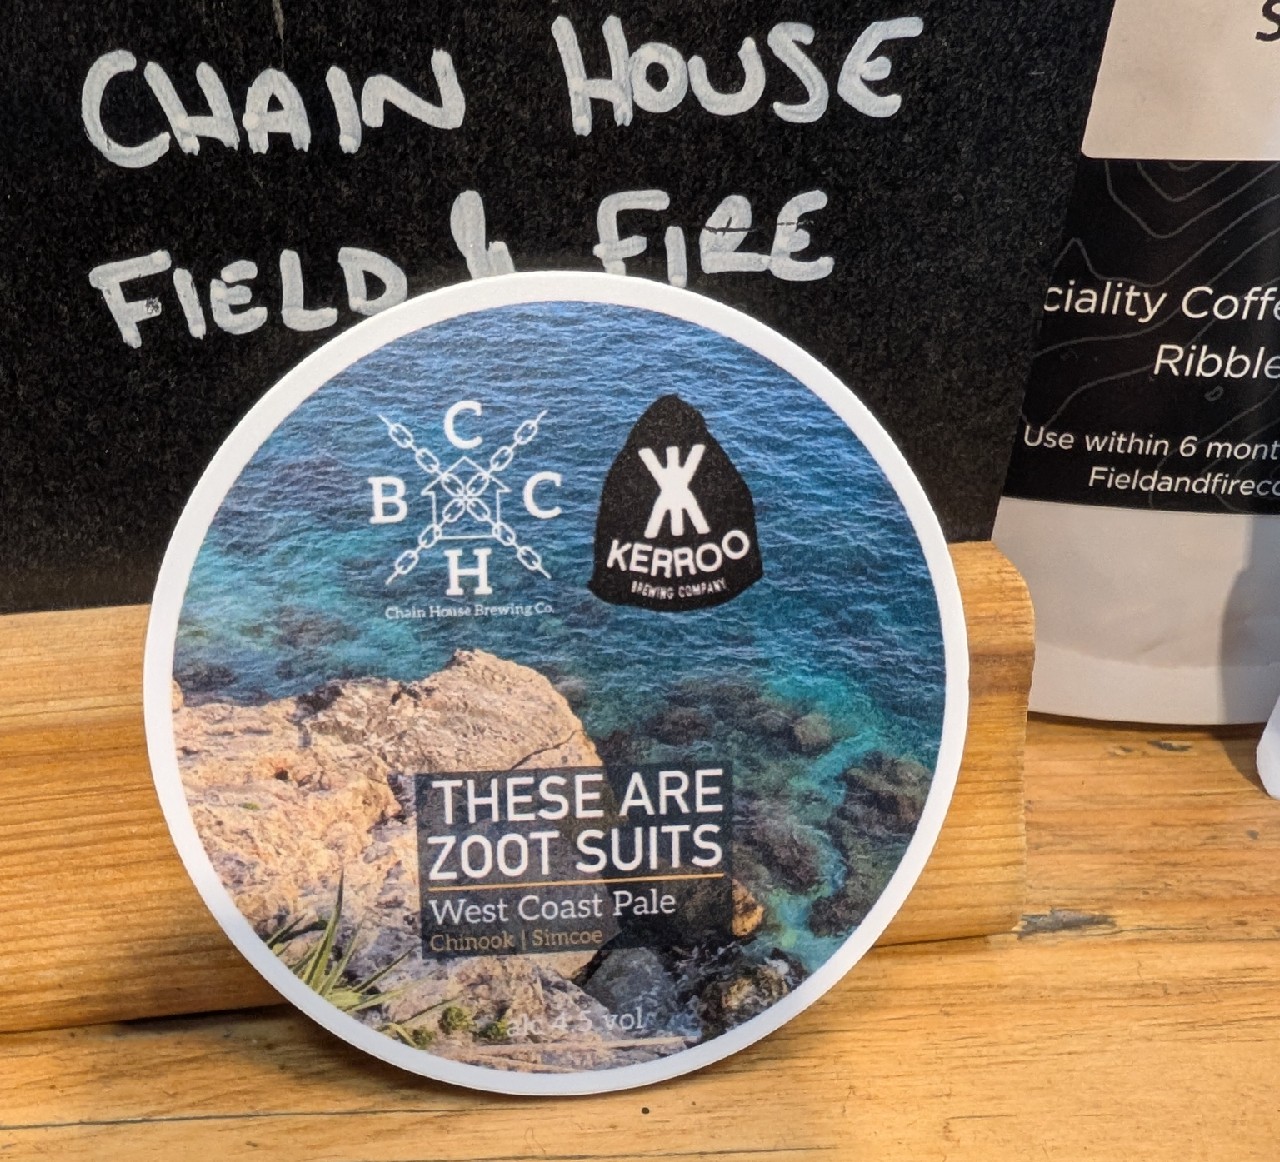 CHAIN HOUSE
FIELD & FIRE
ciality Coffe
Ribble
Use within 6 mont
Fieldandfirecc
C
B C
H
Chain House Brewing Co.
KERROO
BREWING COMPANY
THESE ARE
ZOOT SUITS
West Coast Pale
Chinook | Simcoe
alc 4.5 vol